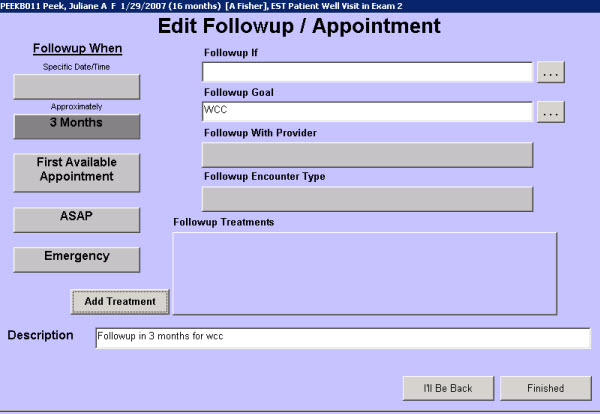 PEEKB011 Peek, Juliane A F 1/29/2007 (16 months) [A Fisher], EST Patient Well Visit in Exam 2
Edit Followup / Appointment
Followup When
Specific Date/Time
Approximately
3 Months
First Available
Appointment
ASAP
Emergency
Followup If
...
Followup Goal
WCC
...
Followup With Provider
Followup Encounter Type
Followup Treatments
Add Treatment
Description
Followup in 3 months for wcc
I'll Be Back
Finished